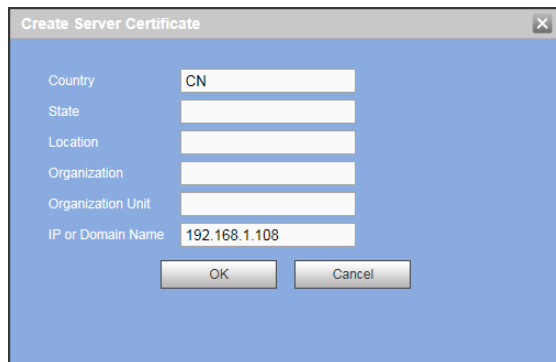 Create Server Certificate
Country CN
State
Location
Organization
Organization Unit
IP or Domain Name 192.168.1.108
OK Cancel